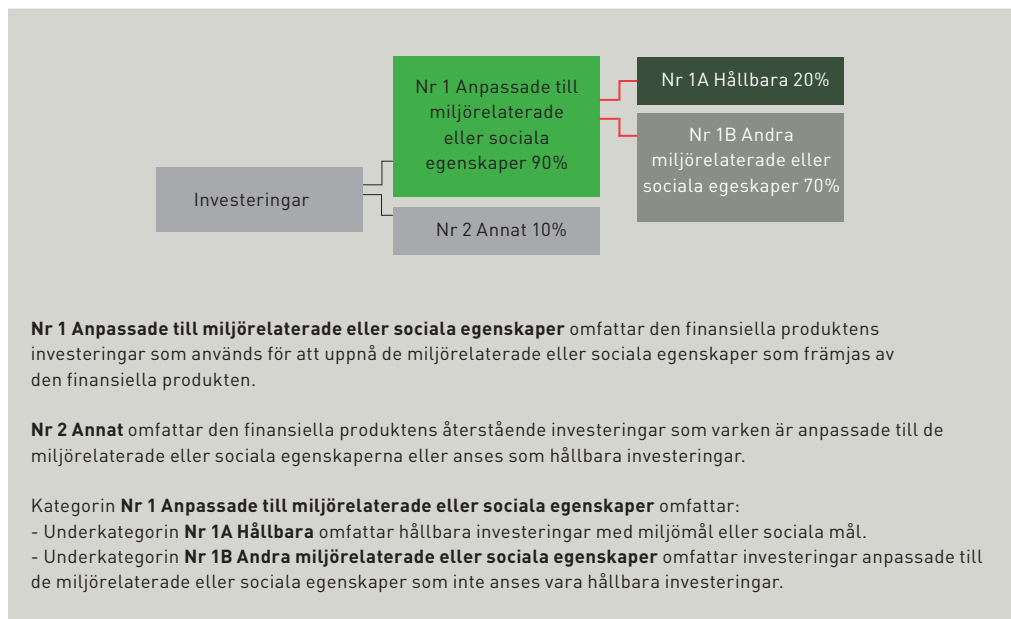 Nr 1 Anpassade till
miljörelaterade
eller sociala
egenskaper 90%
Nr 1A Hållbara 20%
Nr 1B Andra
miljörelaterade eller
sociala egeskaper 70%
Investeringar
Nr 2 Annat 10%
Nr 1 Anpassade till miljörelaterade eller sociala egenskaper omfattar den finansiella produktens
investeringar som används för att uppnå de miljörelaterade eller sociala egenskaper som främjas av
den finansiella produkten.
Nr 2 Annat omfattar den finansiella produktens återstående investeringar som varken är anpassade till de
miljörelaterade eller sociala egenskaperna eller anses som hållbara investeringar.
Kategorin Nr 1 Anpassade till miljörelaterade eller sociala egenskaper omfattar:
- Underkategorin Nr 1A Hållbara omfattar hållbara investeringar med miljömål eller sociala mål.
- Underkategorin Nr 1B Andra miljörelaterade eller sociala egenskaper omfattar investeringar anpassade till
de miljörelaterade eller sociala egenskaper som inte anses vara hållbara investeringar.